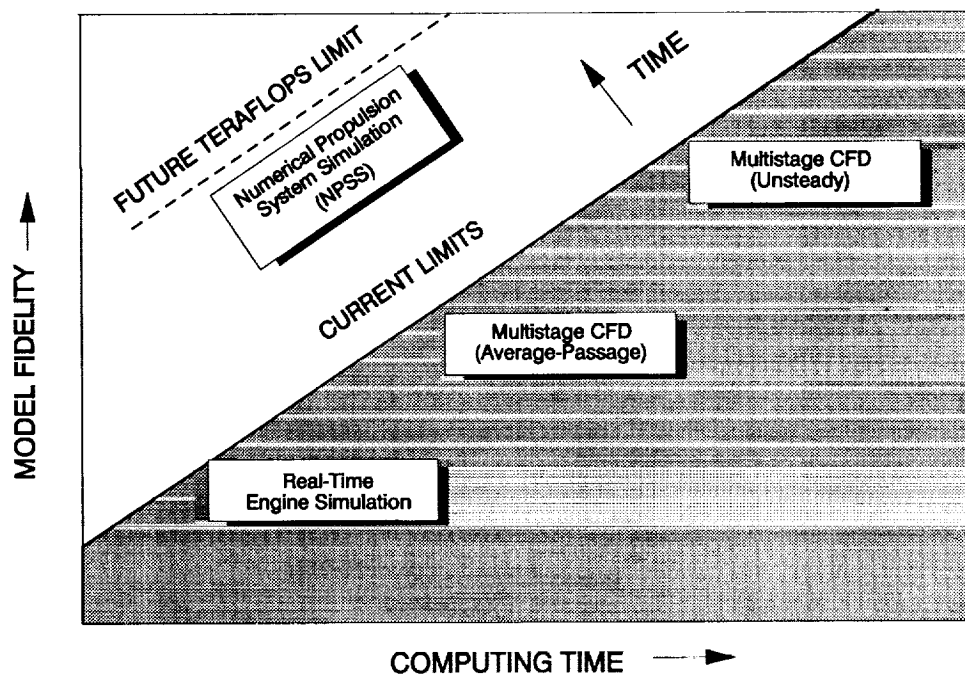 FUTURE TERAFLOPS LIMIT
Numerical Propulsion
System Simulation
(NPSS)
TIME
CURRENT LIMITS
Multistage CFD
(Unsteady)
Multistage CFD
(Average-Passage)
Real-Time
Engine Simulation
MODEL FIDELITY
COMPUTING TIME